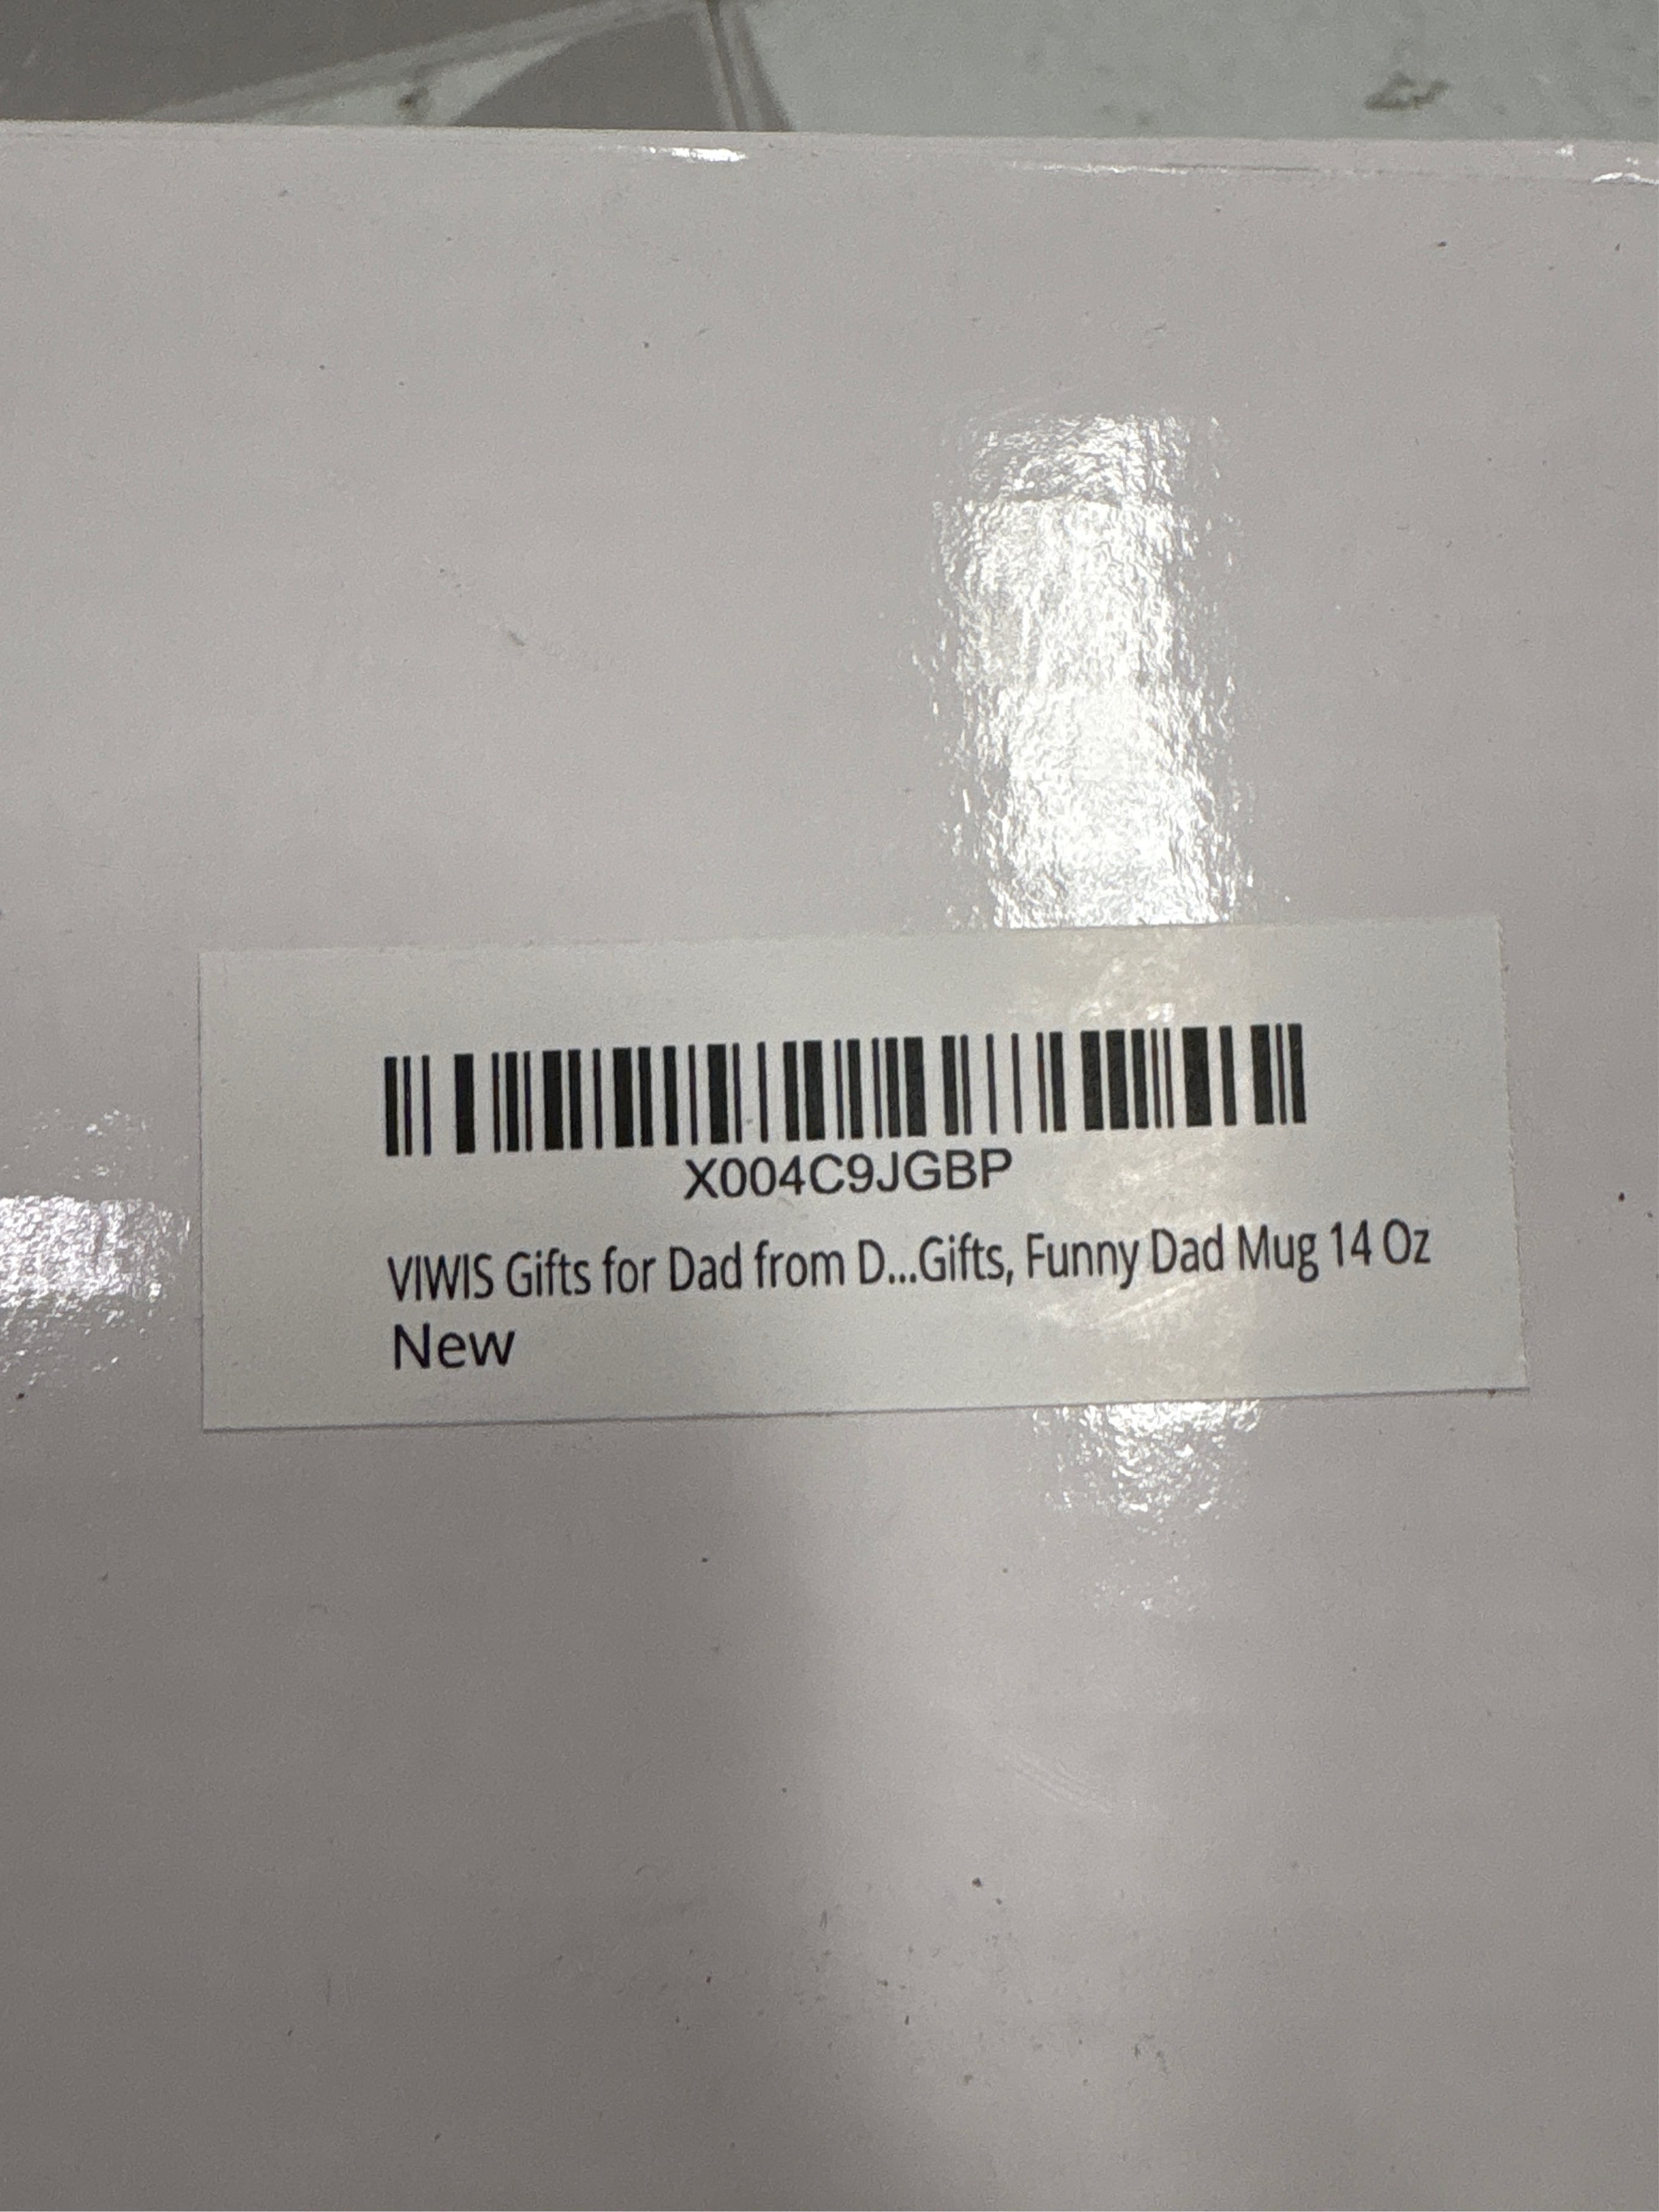 X004C9JGBP
VIWIS Gifts for Dad from D...Gifts, Funny Dad Mug 14 Oz
New